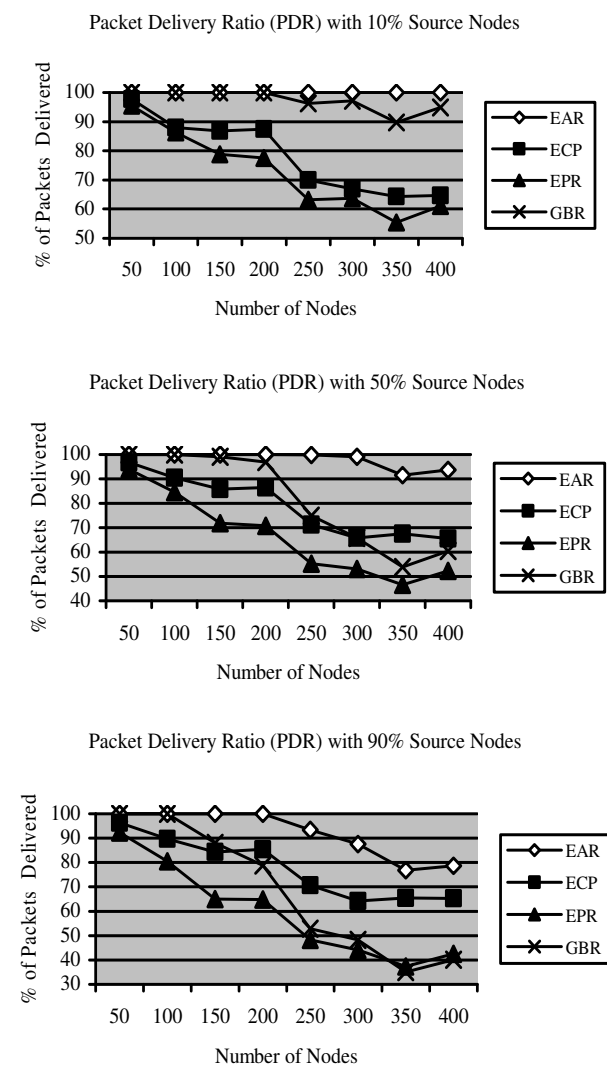 Packet Delivery Ratio (PDR) with 10% Source Nodes
% of Packets Delivered
100
90
80
70
60
50
50 100 150 200 250 300 350 400
Number of Nodes
EAR
ECP
EPR
GBR
Packet Delivery Ratio (PDR) with 50% Source Nodes
% of Packets Delivered
100
90
80
70
60
50
40
50 100 150 200 250 300 350 400
Number of Nodes
EAR
ECP
EPR
GBR
Packet Delivery Ratio (PDR) with 90% Source Nodes
% of Packets Delivered
100
90
80
70
60
50
40
30
50 100 150 200 250 300 350 400
Number of Nodes
EAR
ECP
EPR
GBR